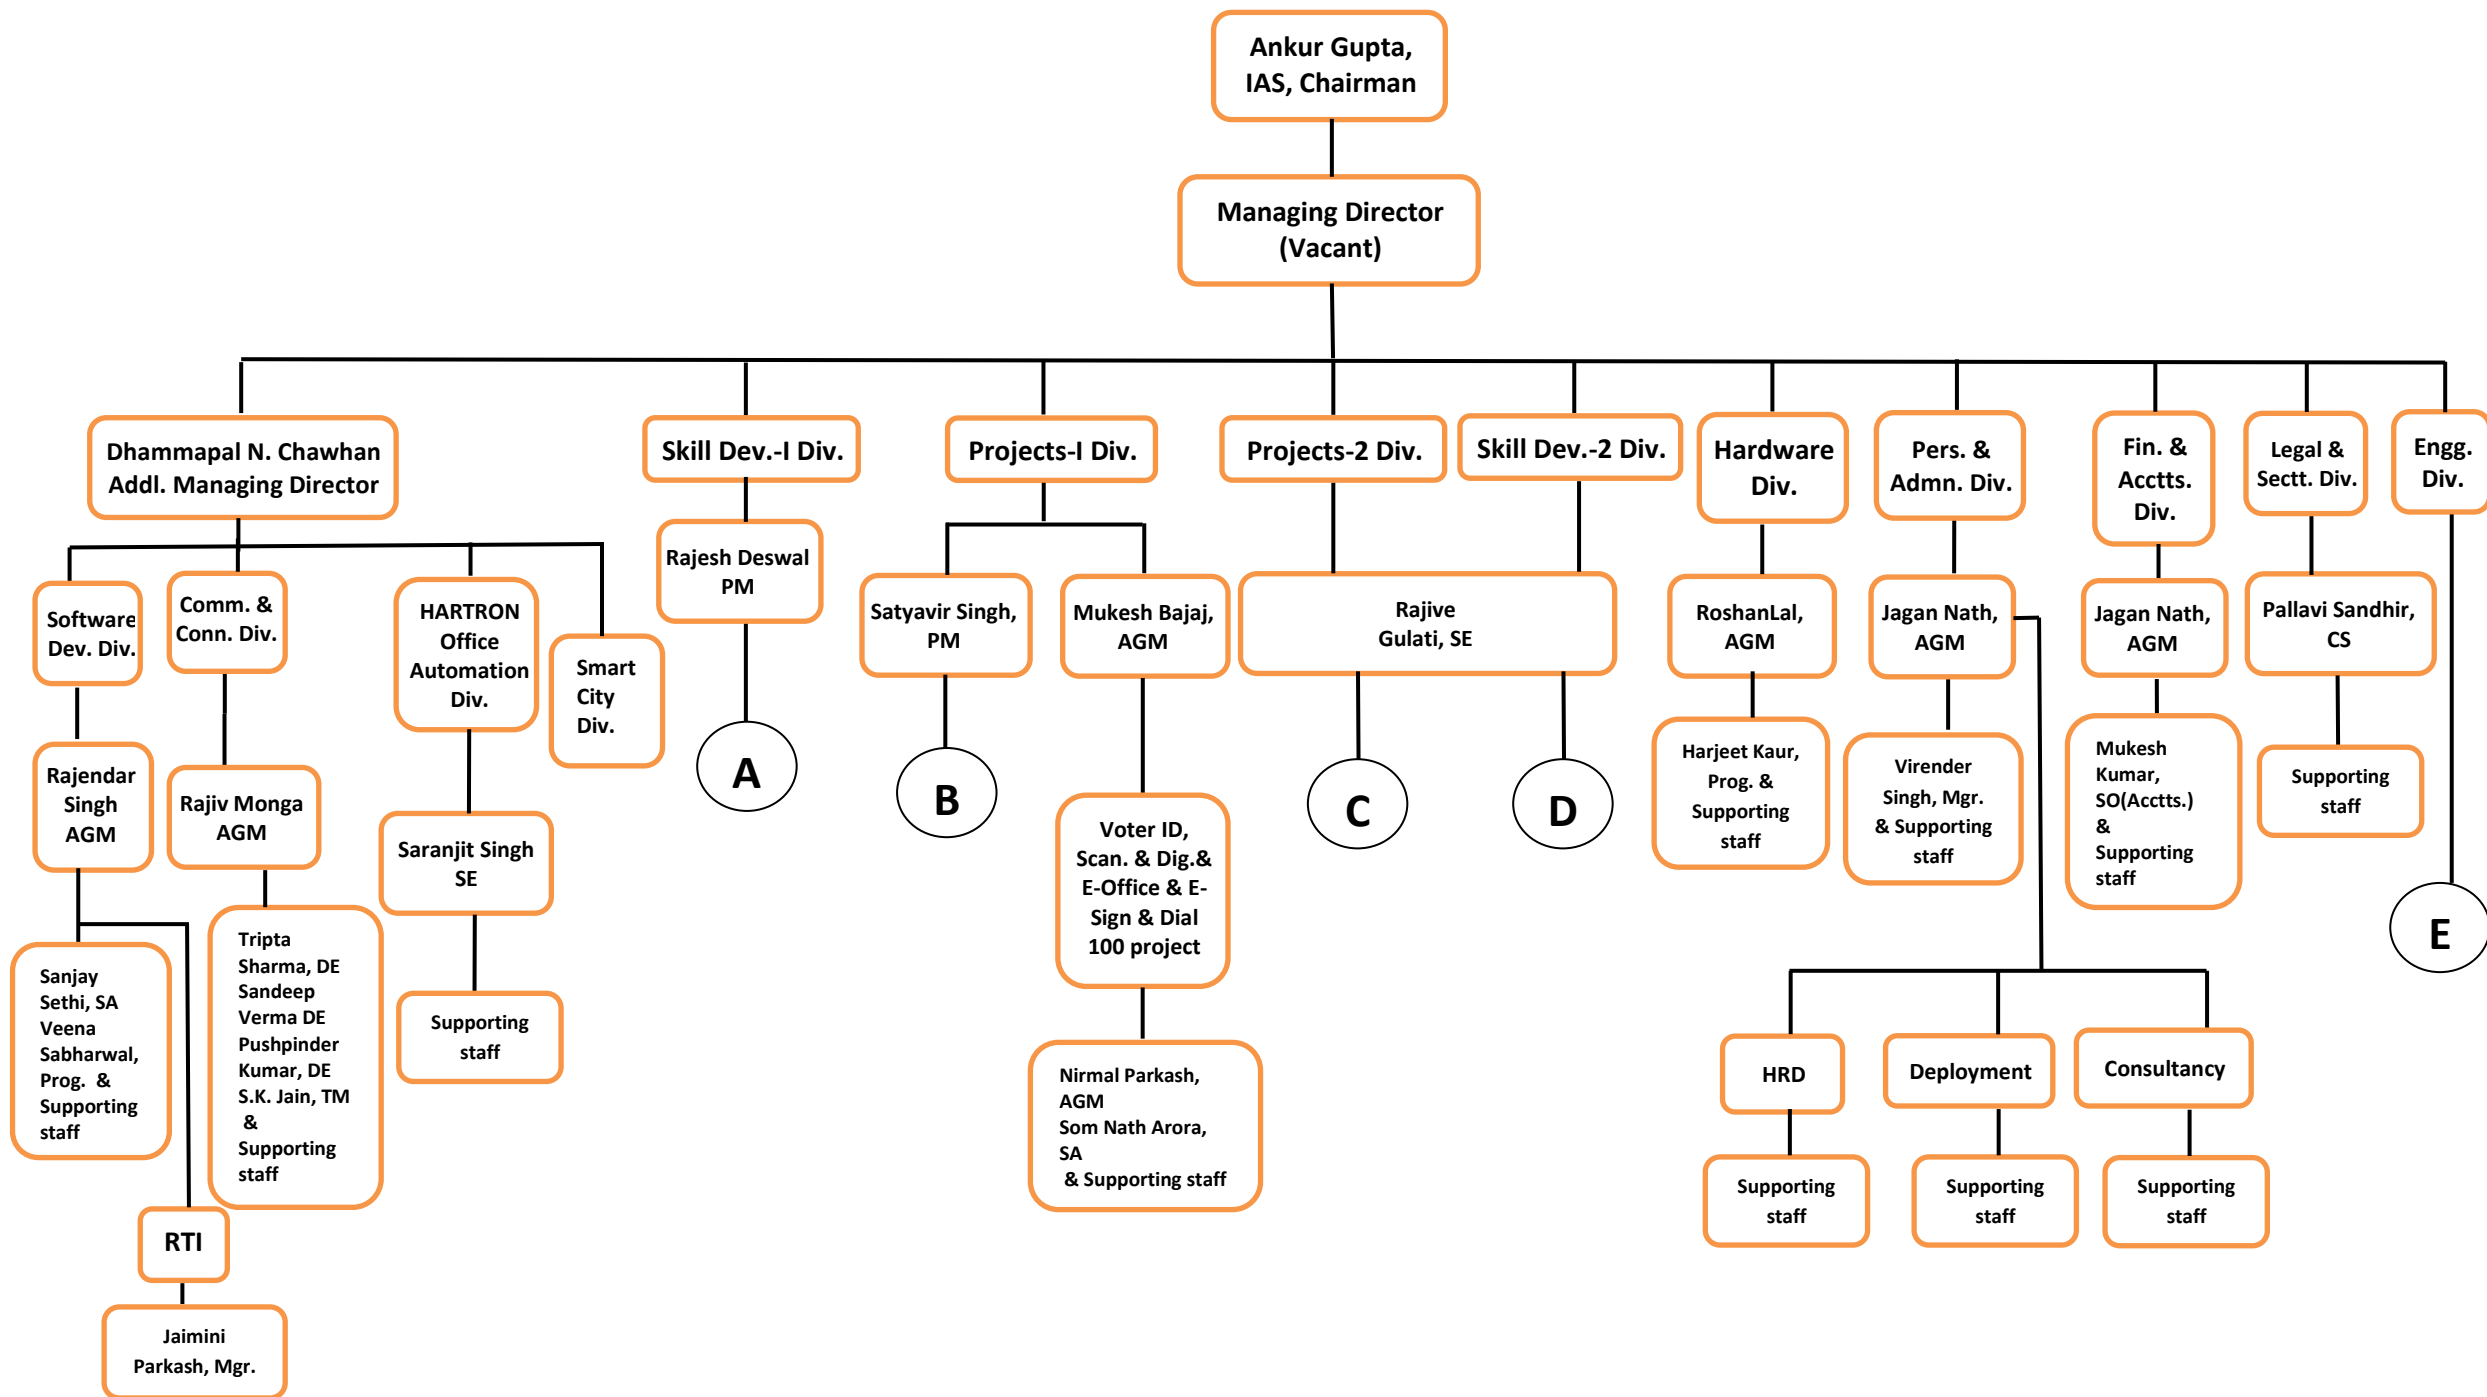 Ankur Gupta,
IAS, Chairman
Managing Director
(Vacant)
Dhammapal N. Chawhan
Addl. Managing Director
Skill Dev.-I Div.
Projects-I Div.
Projects-2 Div.
Skill Dev.-2 Div.
Hardware
Div.
Pers. &
Admn. Div.
Fin. &
Acctts.
Div.
Legal &
Sectt. Div.
Engg.
Div.
Software
Dev. Div.
Comm. &
Conn. Div.
HARTRON
Office
Automation
Div.
Smart
City
Div.
Rajesh Deswal
PM
Satyavir Singh,
PM
Mukesh Bajaj,
AGM
Rajive
Gulati, SE
RoshanLal,
AGM
Jagan Nath,
AGM
Jagan Nath,
AGM
Pallavi Sandhir,
CS
Rajendar
Singh
AGM
Rajiv Monga
AGM
Saranjit Singh
SE
A
B
Voter ID,
Scan. & Dig.&
E-Office & E-
Sign & Dial
100 project
C
D
Harjeet Kaur,
Prog. &
Supporting
staff
Virender
Singh, Mgr.
& Supporting
staff
Mukesh
Kumar,
SO(Acctts.)
&
Supporting
staff
Supporting
staff
E
Sanjay
Sethi, SA
Veena
Sabharwal,
Prog.  &
Supporting
staff
Tripta
Sharma, DE
Sandeep
Verma DE
Pushpinder
Kumar, DE
S.K. Jain, TM
&
Supporting
staff
Supporting
staff
Nirmal Parkash,
AGM
Som Nath Arora,
SA
& Supporting staff
HRD
Deployment
Consultancy
Supporting
staff
Supporting
staff
Supporting
staff
RTI
Jaimini
Parkash, Mgr.